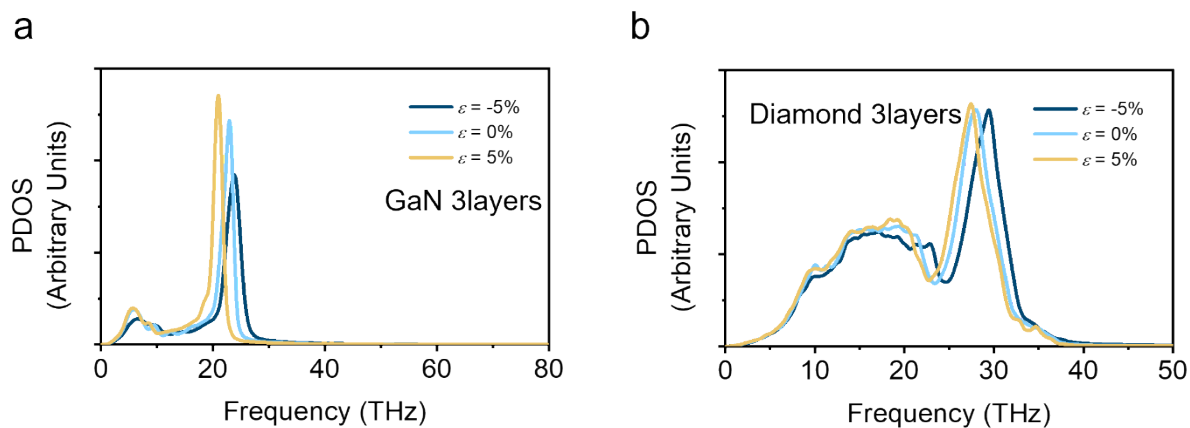 a
PDOS
(Arbitrary Units)
ε = -5%
ε = 0%
ε = 5%
GaN 3layers
0 20 40 60 80
Frequency (THz)
b
PDOS
(Arbitrary Units)
Diamond 3layers
ε = -5%
ε = 0%
ε = 5%
0 10 20 30 40 50
Frequency (THz)